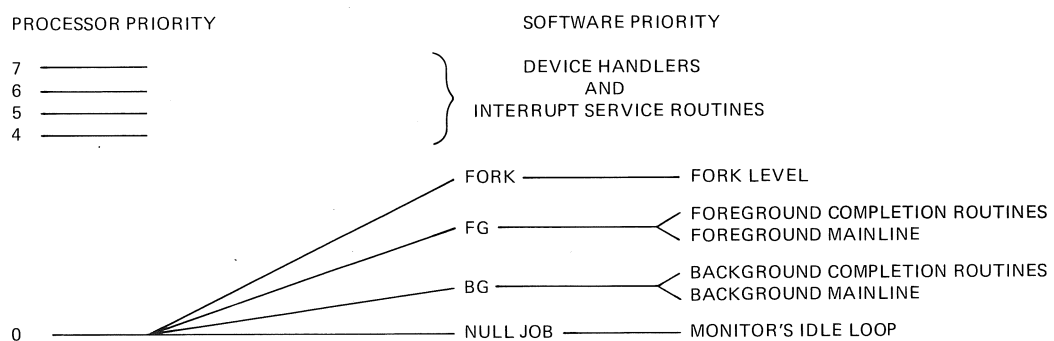 PROCESSOR PRIORITY
SOFTWARE PRIORITY
7
6
5
4
DEVICE HANDLERS
AND
INTERRUPT SERVICE ROUTINES
FORK
FORK LEVEL
FG
FOREGROUND COMPLETION ROUTINES
FOREGROUND MAINLINE
BG
BACKGROUND COMPLETION ROUTINES
BACKGROUND MAINLINE
0
NULL JOB
MONITOR'S IDLE LOOP